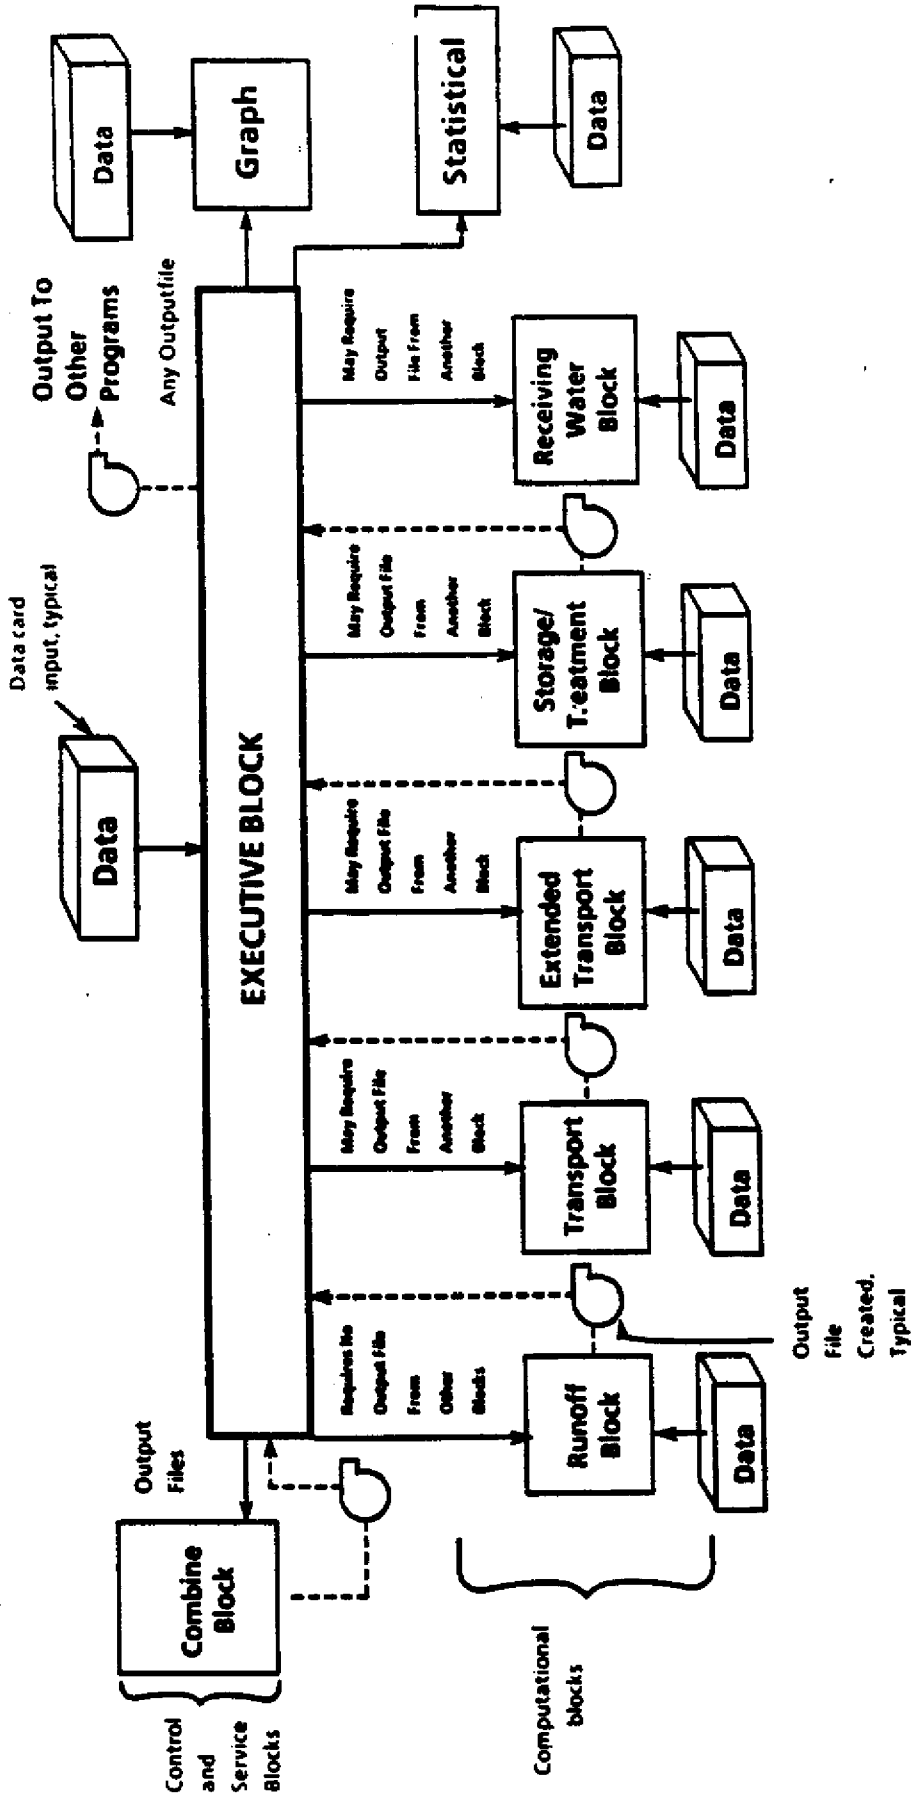 Data card
input, typical
Output To
Other
Programs
Data
Data
Any Outputfile
Graph
Control
and
Service
Blocks
Combine
Block
Output
Files
EXECUTIVE BLOCK
Statistical
Data
Requires No
Output File
From
Other
Blocks
May Require
Output File
From
Another
Block
May Require
Output File
From
Another
Block
May Require
Output File
From
Another
Block
May Require
Output
File From
Another
Block
Computational
blocks
Runoff
Block
Transport
Block
Extended
Transport
Block
Storage/
Treatment
Block
Receiving
Water
Block
Data
Data
Data
Data
Data
Output
File
Created.
Typical